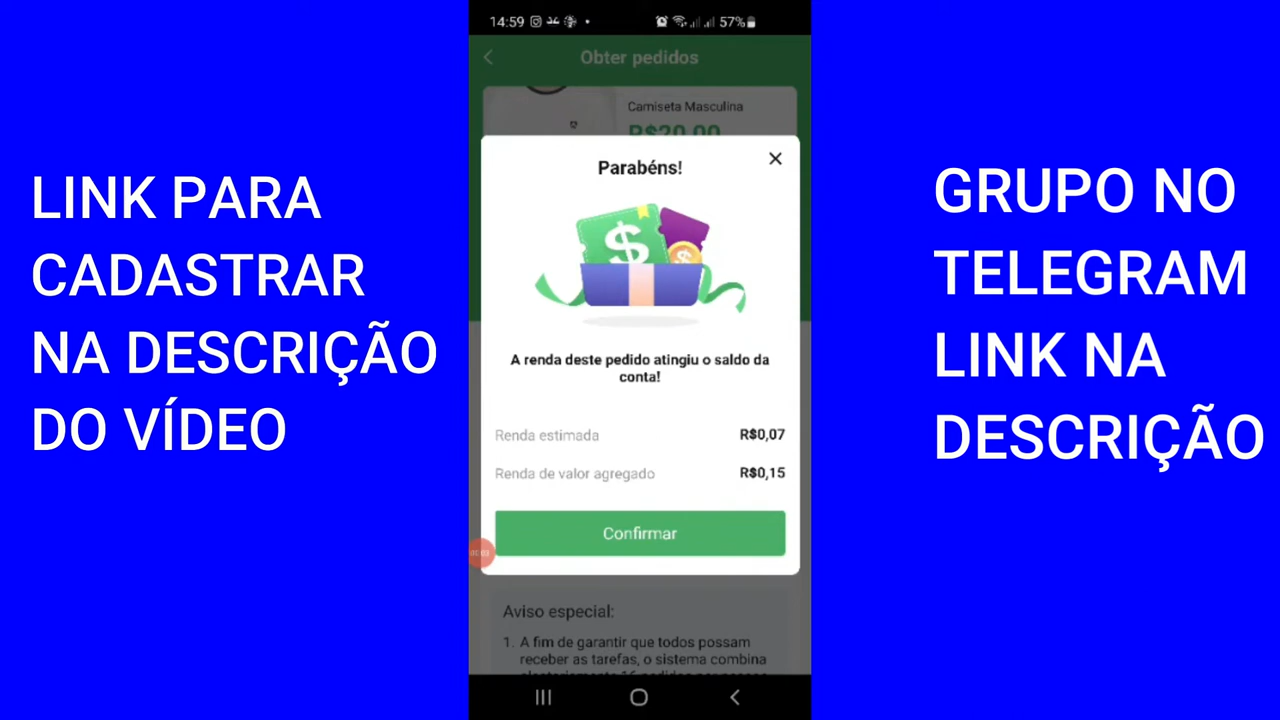 LINK PARA
CADASTRAR
NA DESCRIÇÃO
DO VÍDEO
14:59
57%
Obter pedidos
Camiseta Masculina
R$20,00
Parabéns!
A renda deste pedido atingiu o saldo da
conta!
Renda estimada R$0,07
Renda de valor agregado R$0,15
Confirmar
Aviso especial:
1. A fim de garantir que todos possam
receber as tarefas, o sistema combina
GRUPO NO
TELEGRAM
LINK NA
DESCRIÇÃO